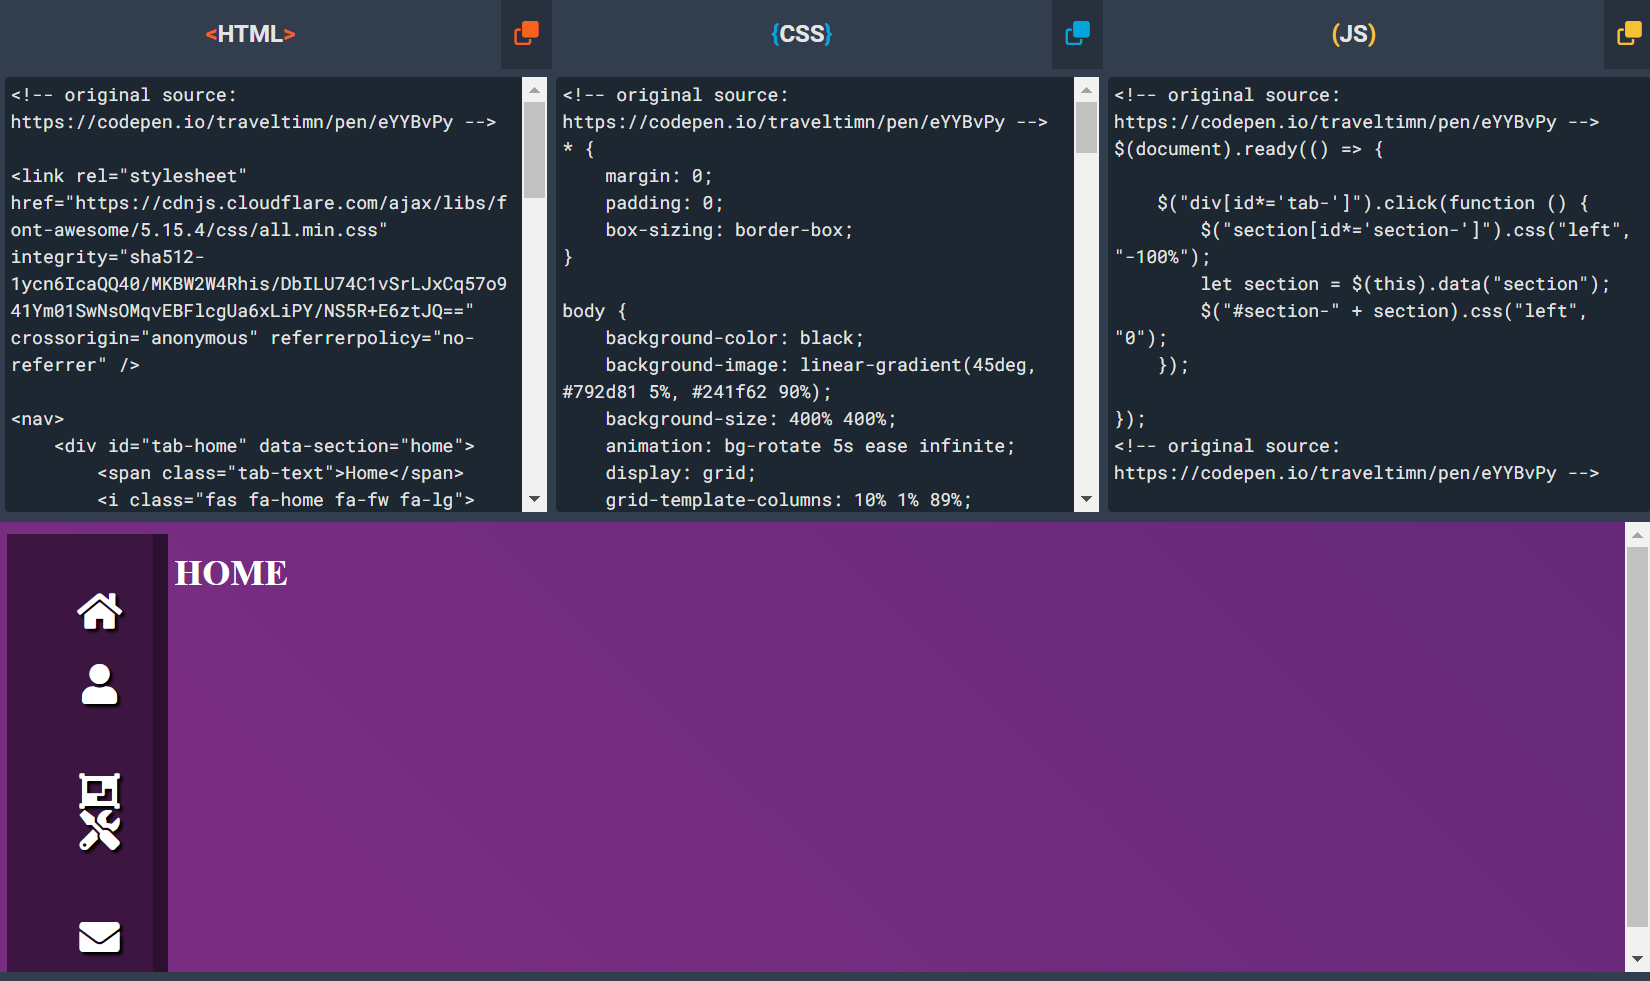 <HTML>
<!-- original source:
https://codepen.io/traveltimn/pen/eYYBvPy -->
<link rel="stylesheet"
href="https://cdnjs.cloudflare.com/ajax/libs/f
ont-awesome/5.15.4/css/all.min.css"
integrity="sha512-
1ycn6IcaQQ40/MKBW2W4Rhis/DbILU74C1vSrLJxCq57o9
41Ym01SwNsOMqvEBFlcgUa6xLiPY/NS5R+E6ztJQ=="
crossorigin="anonymous" referrerpolicy="no-
referrer" />
<nav>
    <div id="tab-home" data-section="home">
        <span class="tab-text">Home</span>
        <i class="fas fa-home fa-fw fa-lg">
{CSS}
<!-- original source:
https://codepen.io/traveltimn/pen/eYYBvPy -->
* {
    margin: 0;
    padding: 0;
    box-sizing: border-box;
}
body {
    background-color: black;
    background-image: linear-gradient(45deg,
#792d81 5%, #241f62 90%);
    background-size: 400% 400%;
    animation: bg-rotate 5s ease infinite;
    display: grid;
    grid-template-columns: 10% 1% 89%;
(JS)
<!-- original source:
https://codepen.io/traveltimn/pen/eYYBvPy -->
$(document).ready(() => {
    $("div[id*='tab-']").click(function () {
        $("section[id*='section-']").css("left",
"-100%");
        let section = $(this).data("section");
        $("#section-" + section).css("left",
"0");
    });
});
<!-- original source:
https://codepen.io/traveltimn/pen/eYYBvPy -->
HOME